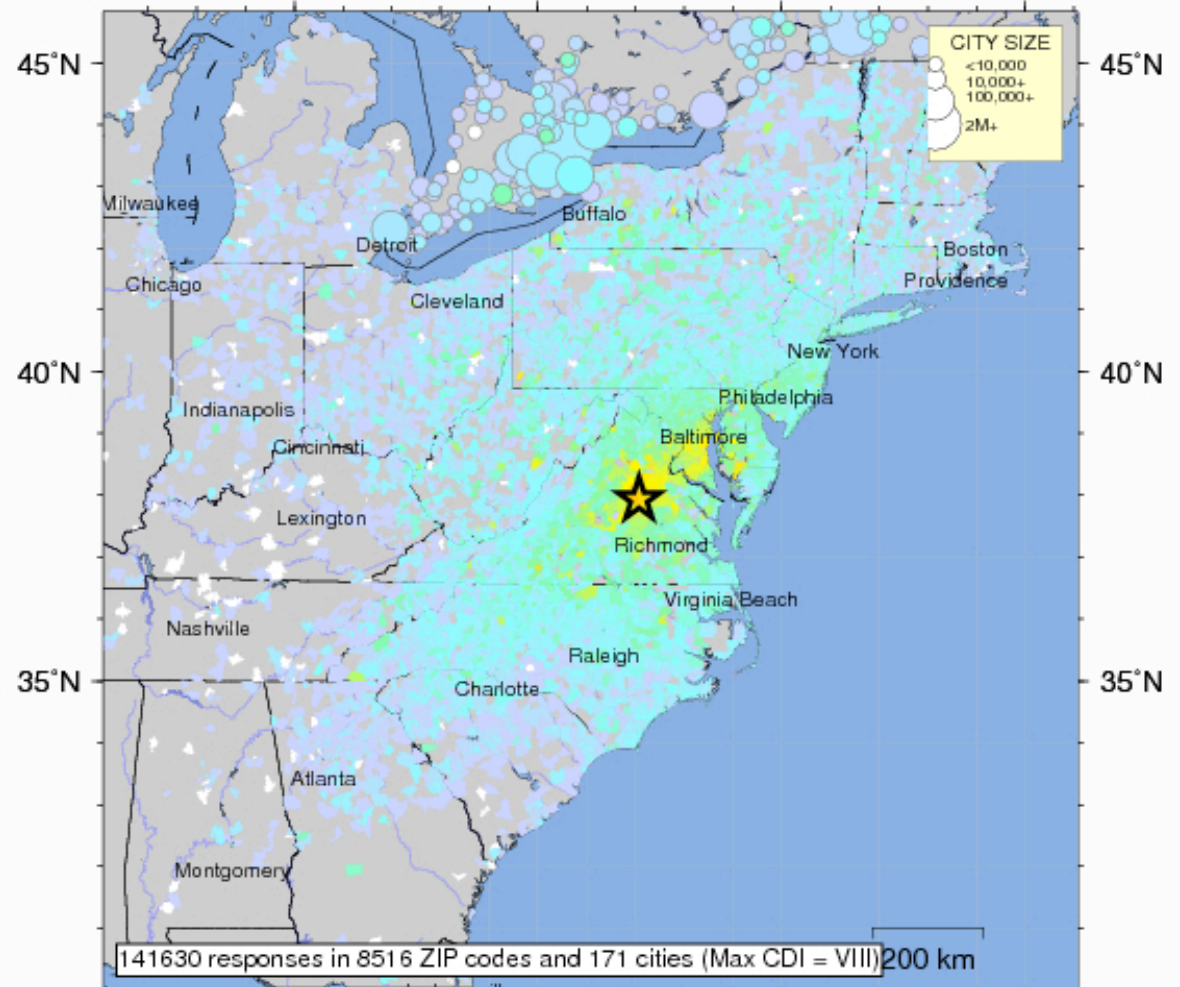 45°N
45°N
CITY SIZE
<10,000
10,000+
100,000+
2M+
Milwaukee
Buffalo
Detroit
Boston
Chicago
Providence
Cleveland
New York
40°N
40°N
Philadelphia
Indianapolis
Baltimore
Cincinnati
Lexington
Richmond
Virginia Beach
Nashville
Raleigh
35°N
35°N
Charlotte
Atlanta
Montgomery
141630 responses in 8516 ZIP codes and 171 cities (Max CDI = VIII)
200 km